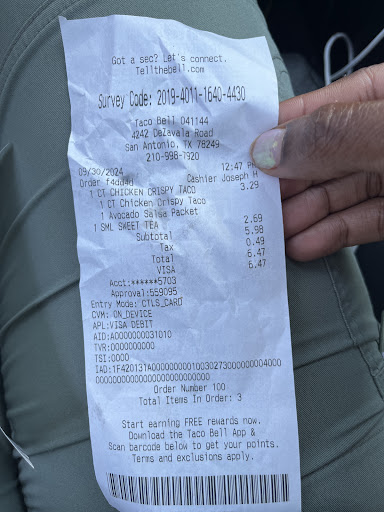 Got a sec? Let's connect.
Tellthebell.com
Survey Code: 2019-4011-1640-4430
Taco Bell 041144
4242 DeZavala Road
San Antonio, TX 78249
210-598-7920
09/30/2024 12:47 P
Order f4dd4d Cashier Joseph H
1 CT CHICKEN CRISPY TACO 3.29
1 CT Chicken Crispy Taco
1 Avocado Salsa Packet
1 SML SWEET TEA 2.69
Subtotal 5.98
Tax 0.49
Total 6.47
VISA 6.47
Acct:******5703
Approval:559095
Entry Mode: CTLS_CARD
CVM: ON_DEVICE
APL:VISA DEBIT
AID:A0000000031010
TVR:0000000000
TSI:0000
Order Number 100
Total Items In Order: 3
Start earning FREE rewards now.
Download the Taco Bell App &
Scan barcode below to get your points.
Terms and exclusions apply.